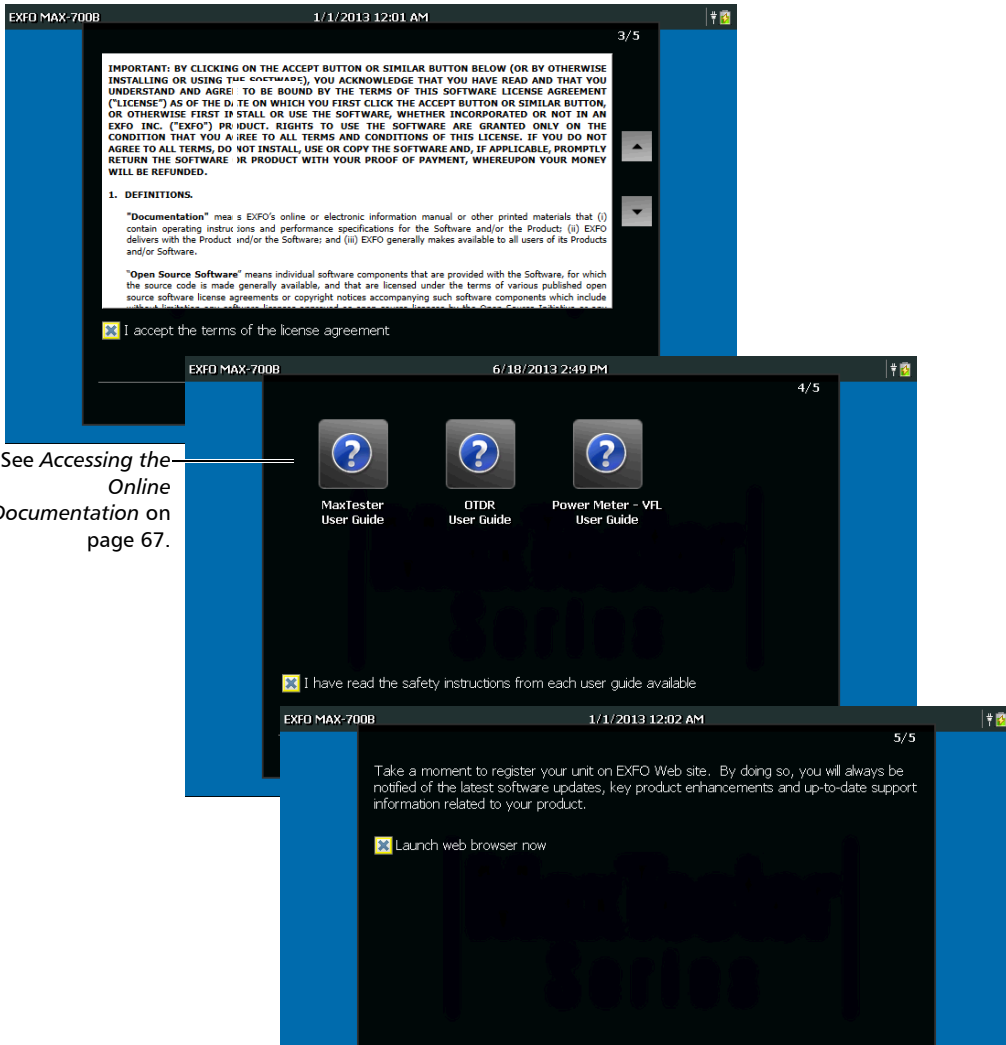 EXFO MAX-700B 1/1/2013 12:01 AM
3/5
IMPORTANT: BY CLICKING ON THE ACCEPT BUTTON OR SIMILAR BUTTON BELOW (OR BY OTHERWISE
INSTALLING OR USING THE SOFTWARE), YOU ACKNOWLEDGE THAT YOU HAVE READ AND THAT YOU
UNDERSTAND AND AGREE TO BE BOUND BY THE TERMS OF THIS SOFTWARE LICENSE AGREEMENT
("LICENSE") AS OF THE DATE ON WHICH YOU FIRST CLICK THE ACCEPT BUTTON OR SIMILAR BUTTON,
OR OTHERWISE FIRST INSTALL OR USE THE SOFTWARE, WHETHER INCORPORATED OR NOT IN AN
EXFO INC. ("EXFO") PRODUCT. RIGHTS TO USE THE SOFTWARE ARE GRANTED ONLY ON THE
CONDITION THAT YOU AGREE TO ALL TERMS AND CONDITIONS OF THIS LICENSE. IF YOU DO NOT
AGREE TO ALL TERMS, DO NOT INSTALL, USE OR COPY THE SOFTWARE AND, IF APPLICABLE, PROMPTLY
RETURN THE SOFTWARE OR PRODUCT WITH YOUR PROOF OF PAYMENT, WHEREUPON YOUR MONEY
WILL BE REFUNDED.
1. DEFINITIONS.
"Documentation" means EXFO's online or electronic information manual or other printed materials that (i)
contain operating instructions and performance specifications for the Software and/or the Product; (ii) EXFO
delivers with the Product and/or the Software; and (iii) EXFO generally makes available to all users of its Products
and/or Software.
"Open Source Software" means individual software components that are provided with the Software, for which
the source code is made generally available, and that are licensed under the terms of various published open
source software license agreements or copyright notices accompanying such software components which include
I accept the terms of the license agreement
EXFO MAX-700B 6/18/2013 2:49 PM
4/5
See Accessing the
Online
Documentation on
page 67.
MaxTester
User Guide
OTDR
User Guide
Power Meter - VFL
User Guide
MaxTester
Series
I have read the safety instructions from each user guide available
EXFO MAX-700B 1/1/2013 12:02 AM
5/5
Take a moment to register your unit on EXFO Web site. By doing so, you will always be
notified of the latest software updates, key product enhancements and up-to-date support
information related to your product.
Launch web browser now
MaxTester
Series